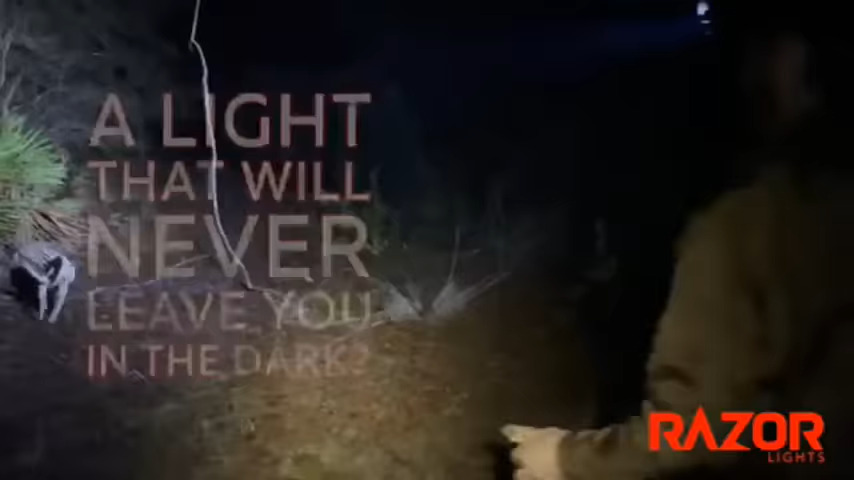 A LIGHT
THAT WILL
NEVER
LEAVE YOU
IN THE DARK?
RAZOR
LIGHTS